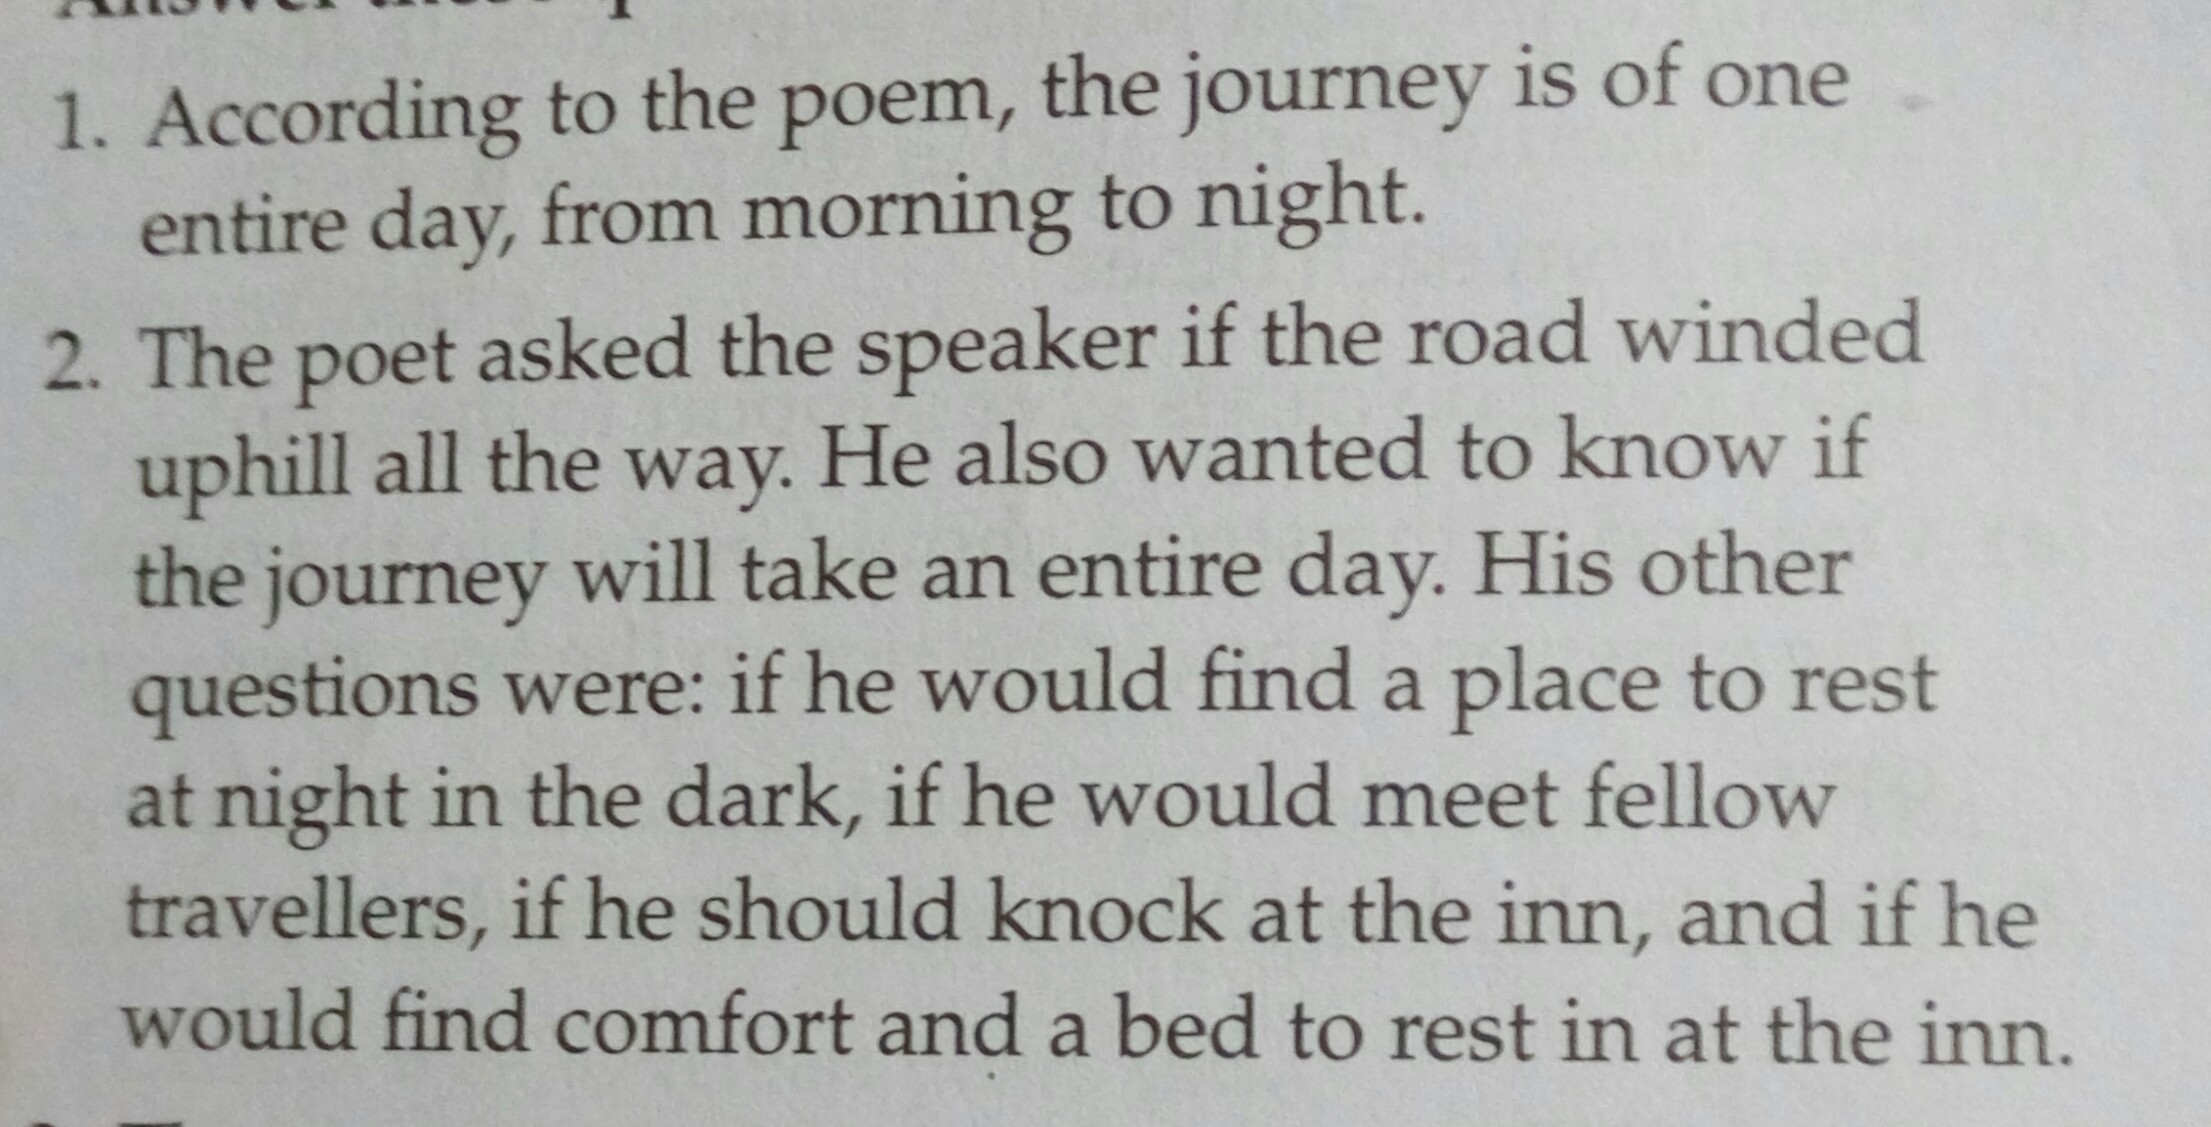 1. According to the poem, the journey is of one
entire day, from morning to night.
2. The poet asked the speaker if the road winded
uphill all the way. He also wanted to know if
the journey will take an entire day. His other
questions were: if he would find a place to rest
at night in the dark, if he would meet fellow
travellers, if he should knock at the inn, and if he
would find comfort and a bed to rest in at the inn.